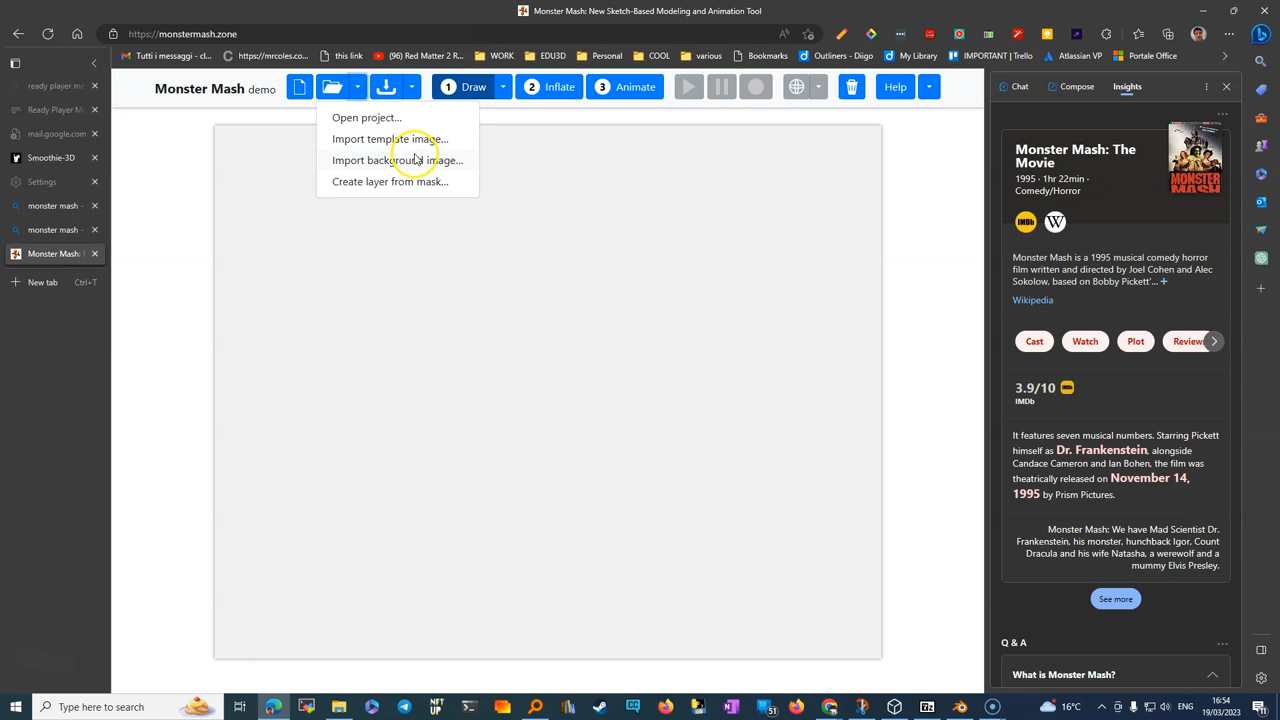 Monster Mash: New Sketch-Based Modeling and Animation Tool
https://monstermash.zone
Tutti i messaggi - c
https://mrcoles.com
this link
(96) Red Matter 2 R
WORK
EDU3D
Personal
COOL
various
Bookmarks
Outliners - Diigo
My Library
IMPORTANT | Trello
Atlassian VP
Portale Office
ready player me
Ready Player M
mail.google.com
Smoothie-3D
Settings
monster mash -
monster mash -
Monster Mash:
New tab
Ctrl+T
Monster Mash demo
1 Draw
2 Inflate
3 Animate
Help
Open project...
Import template image...
Import background image...
Create layer from mask...
Chat
Compose
Insights
Monster Mash: The Movie
1995 · 1hr 22min ·
Comedy/Horror
MONSTER MASH
IMDb
W
Monster Mash is a 1995 musical comedy horror
film written and directed by Joel Cohen and Alec
Sokolow, based on Bobby Pickett'... +
Wikipedia
Cast
Watch
Plot
Reviews
3.9/10 IMDb
IMDb
It features seven musical numbers. Starring Pickett
himself as Dr. Frankenstein, alongside
Candace Cameron and Ian Bohen, the film was
theatrically released on November 14,
1995 by Prism Pictures.
Monster Mash: We have Mad Scientist Dr.
Frankenstein, his monster, hunchback Igor, Count
Dracula and his wife Natasha, a werewolf and a
mummy Elvis Presley.
See more
Q & A
What is Monster Mash?
Type here to search
NFT
UP
16°C
16:54
19/03/2023